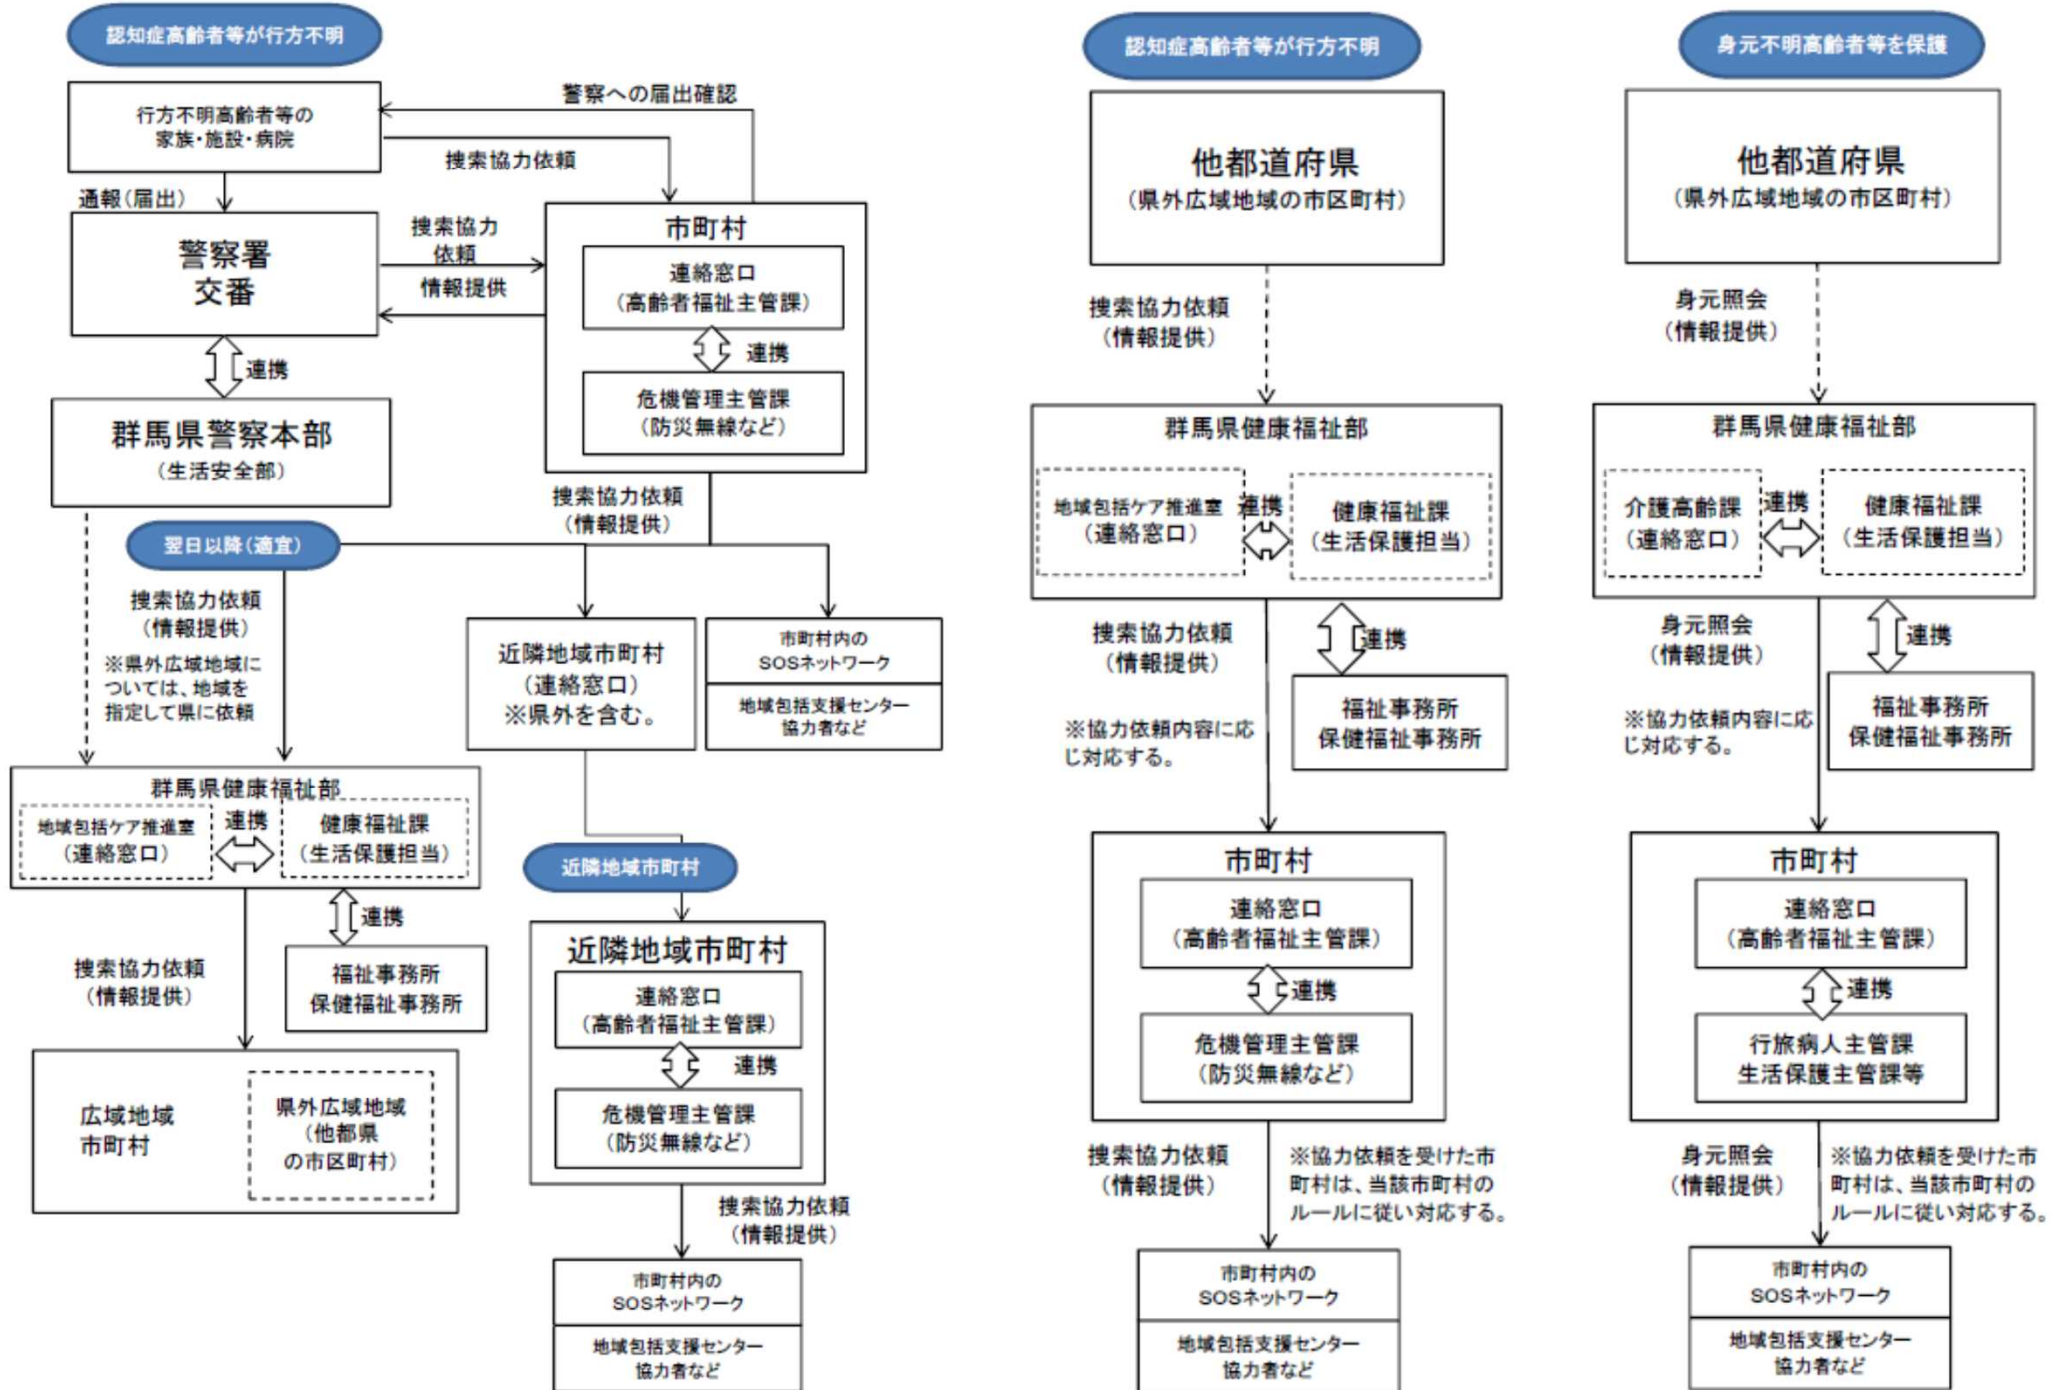 認知症高齢者等が行方不明
行方不明高齢者等の
家族・施設・病院
警察への届出確認
捜索協力依頼
通報(届出)
警察署
交番
捜索協力
依頼
情報提供
市町村
連絡窓口
(高齢者福祉主管課)
連携
危機管理主管課
(防災無線など)
連携
群馬県警察本部
(生活安全部)
捜索協力依頼
(情報提供)
翌日以降(適宜)
捜索協力依頼
(情報提供)
※県外広域地域に
ついては、地域を
指定して県に依頼
近隣地域市町村
(連絡窓口)
※県外を含む。
市町村内の
SOSネットワーク
地域包括支援センター
協力者など
群馬県健康福祉部
地域包括ケア推進室
(連絡窓口)
連携
健康福祉課
(生活保護担当)
連携
福祉事務所
保健福祉事務所
捜索協力依頼
(情報提供)
広域地域
市町村
県外広域地域
(他都県
の市区町村)
近隣地域市町村
近隣地域市町村
連絡窓口
(高齢者福祉主管課)
連携
危機管理主管課
(防災無線など)
捜索協力依頼
(情報提供)
市町村内の
SOSネットワーク
地域包括支援センター
協力者など
認知症高齢者等が行方不明
他都道府県
(県外広域地域の市区町村)
捜索協力依頼
(情報提供)
群馬県健康福祉部
地域包括ケア推進室
(連絡窓口)
連携
健康福祉課
(生活保護担当)
捜索協力依頼
(情報提供)
連携
福祉事務所
保健福祉事務所
※協力依頼内容に応
じ対応する。
市町村
連絡窓口
(高齢者福祉主管課)
連携
危機管理主管課
(防災無線など)
捜索協力依頼
(情報提供)
※協力依頼を受けた市
町村は、当該市町村の
ルールに従い対応する。
市町村内の
SOSネットワーク
地域包括支援センター
協力者など
身元不明高齢者等を保護
他都道府県
(県外広域地域の市区町村)
身元照会
(情報提供)
群馬県健康福祉部
介護高齢課
(連絡窓口)
連携
健康福祉課
(生活保護担当)
身元照会
(情報提供)
連携
福祉事務所
保健福祉事務所
※協力依頼内容に応
じ対応する。
市町村
連絡窓口
(高齢者福祉主管課)
連携
行旅病人主管課
生活保護主管課等
身元照会
(情報提供)
※協力依頼を受けた市
町村は、当該市町村の
ルールに従い対応する。
市町村内の
SOSネットワーク
地域包括支援センター
協力者など